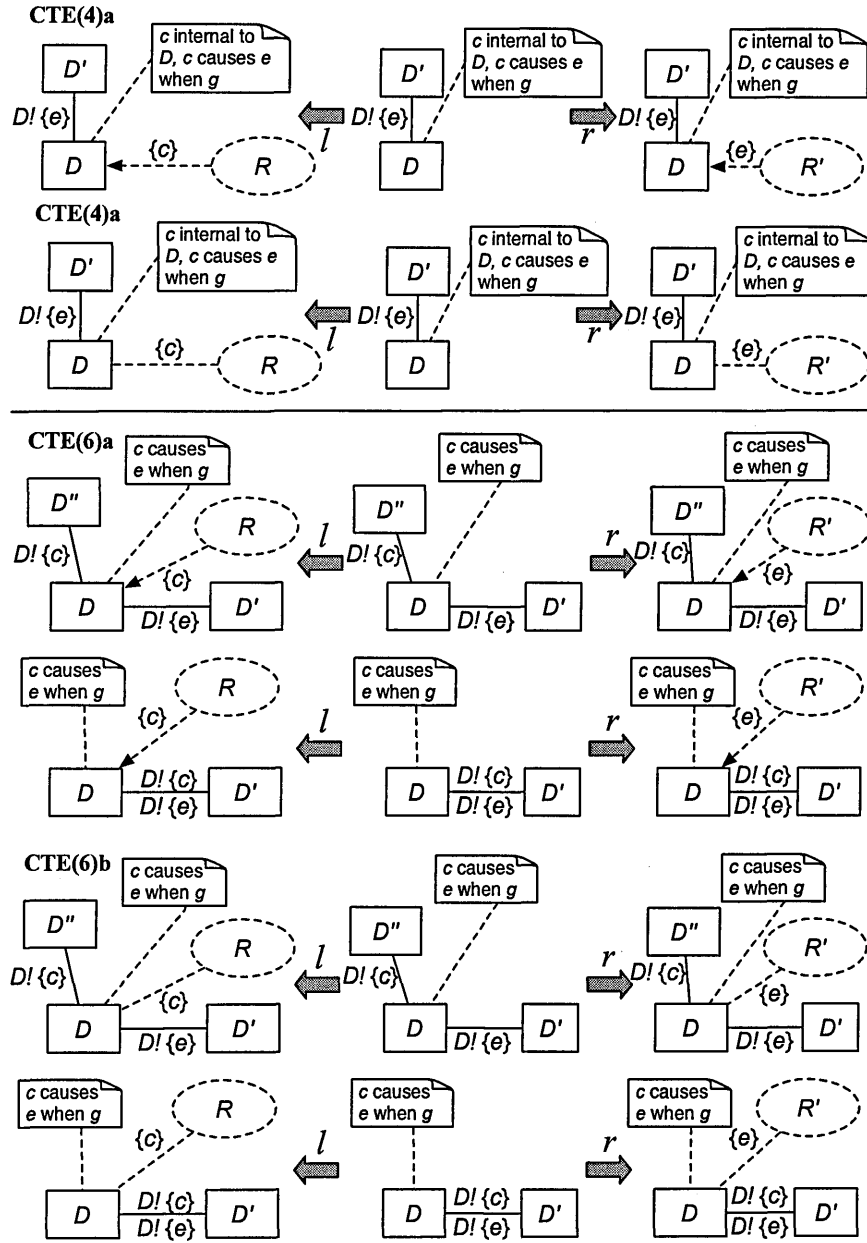 CTE(4)a
c internal to
D, c causes e
when g
c internal to
D, c causes e
when g
c internal to
D, c causes e
when g
D'
D'
D'
D! {e}
D! {e}
D! {e}
l
r
D
{c}
R
D
D
{e}
R'
CTE(4)a
c internal to
D, c causes e
when g
c internal to
D, c causes e
when g
c internal to
D, c causes e
when g
D'
D'
D'
D! {e}
D! {e}
D! {e}
l
r
D
{c}
R
D
D
{e}
R'
CTE(6)a
c causes
e when g
c causes
e when g
c causes
e when g
D''
R
D''
D''
R'
D! {c}
{c}
l
D! {c}
r
D! {c}
{e}
D
D! {e}
D'
D
D! {e}
D'
D
D! {e}
D'
c causes
e when g
R
c causes
e when g
c causes
e when g
R'
{c}
l
r
{e}
D
D! {c}
D! {e}
D'
D
D! {c}
D! {e}
D'
D
D! {c}
D! {e}
D'
CTE(6)b
c causes
e when g
c causes
e when g
c causes
e when g
D''
R
D''
D''
R'
D! {c}
{c}
l
D! {c}
r
D! {c}
{e}
D
D! {e}
D'
D
D! {e}
D'
D
D! {e}
D'
c causes
e when g
R
c causes
e when g
c causes
e when g
R'
{c}
l
r
{e}
D
D! {c}
D! {e}
D'
D
D! {c}
D! {e}
D'
D
D! {c}
D! {e}
D'